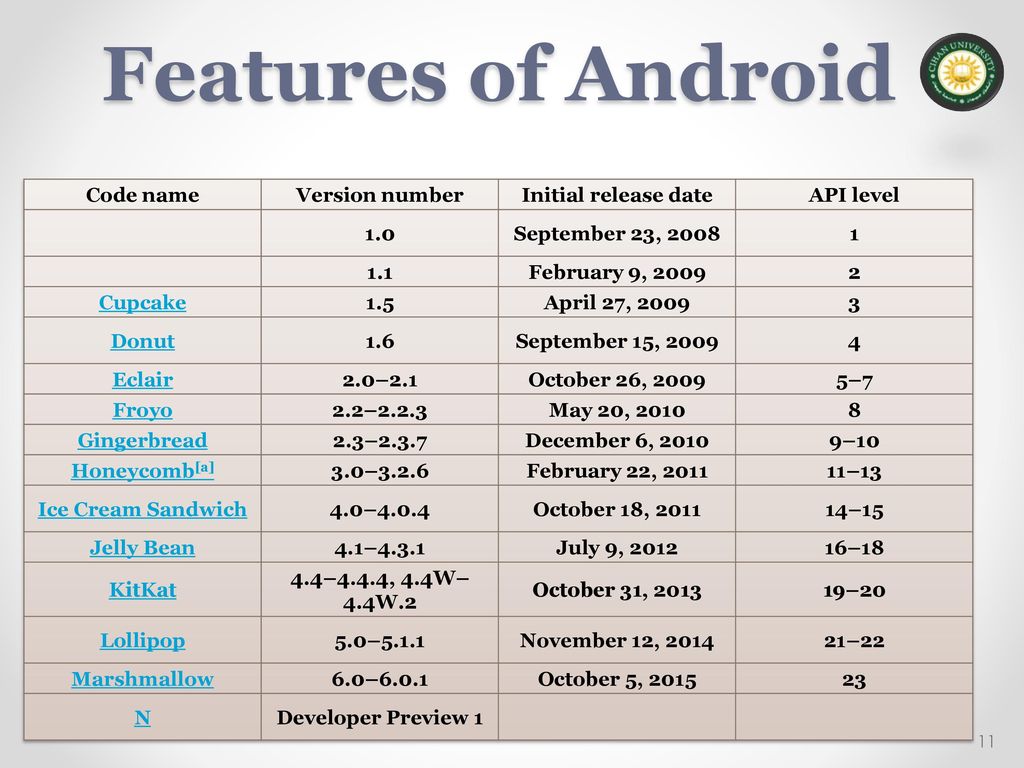 Features of Android
CIHAN UNIVERSITY
Code name Version number Initial release date API level
1.0 September 23, 2008 1
1.1 February 9, 2009 2
Cupcake 1.5 April 27, 2009 3
Donut 1.6 September 15, 2009 4
Eclair 2.0–2.1 October 26, 2009 5–7
Froyo 2.2–2.2.3 May 20, 2010 8
Gingerbread 2.3–2.3.7 December 6, 2010 9–10
Honeycomb[a] 3.0–3.2.6 February 22, 2011 11–13
Ice Cream Sandwich 4.0–4.0.4 October 18, 2011 14–15
Jelly Bean 4.1–4.3.1 July 9, 2012 16–18
KitKat 4.4–4.4.4, 4.4W– October 31, 2013 19–20
4.4W.2
Lollipop 5.0–5.1.1 November 12, 2014 21–22
Marshmallow 6.0–6.0.1 October 5, 2015 23
N Developer Preview 1
11